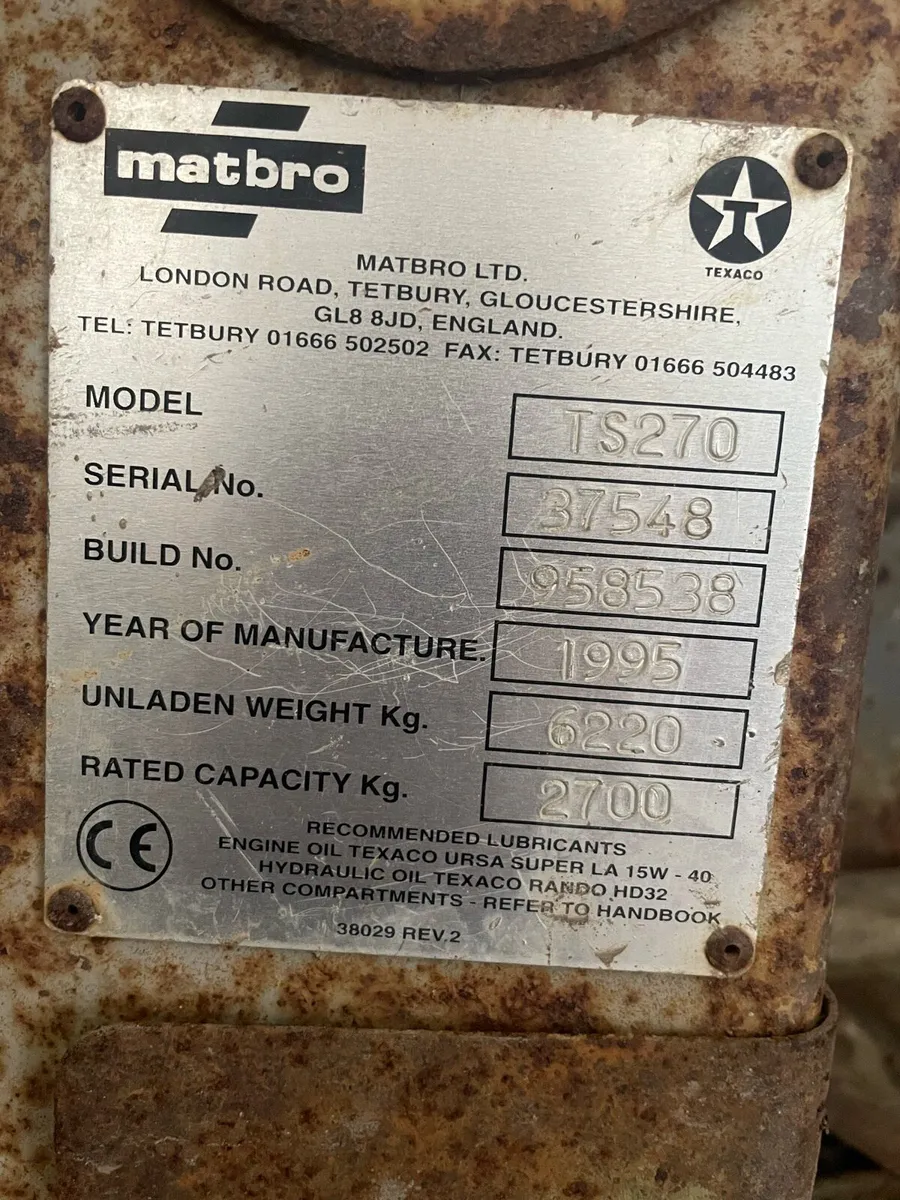 matbro
T
TEXACO
MATBRO LTD.
LONDON ROAD, TETBURY, GLOUCESTERSHIRE,
GL8 8JD, ENGLAND.
TEL: TETBURY 01666 502502 FAX: TETBURY 01666 504483
MODEL TS270
SERIAL No. 37548
BUILD No. 958538
YEAR OF MANUFACTURE. 1995
UNLADEN WEIGHT Kg. 6220
RATED CAPACITY Kg. 2700
CE
RECOMMENDED LUBRICANTS
ENGINE OIL TEXACO URSA SUPER LA 15W - 40
HYDRAULIC OIL TEXACO RANDO HD32
OTHER COMPARTMENTS - REFER TO HANDBOOK
38029 REV.2